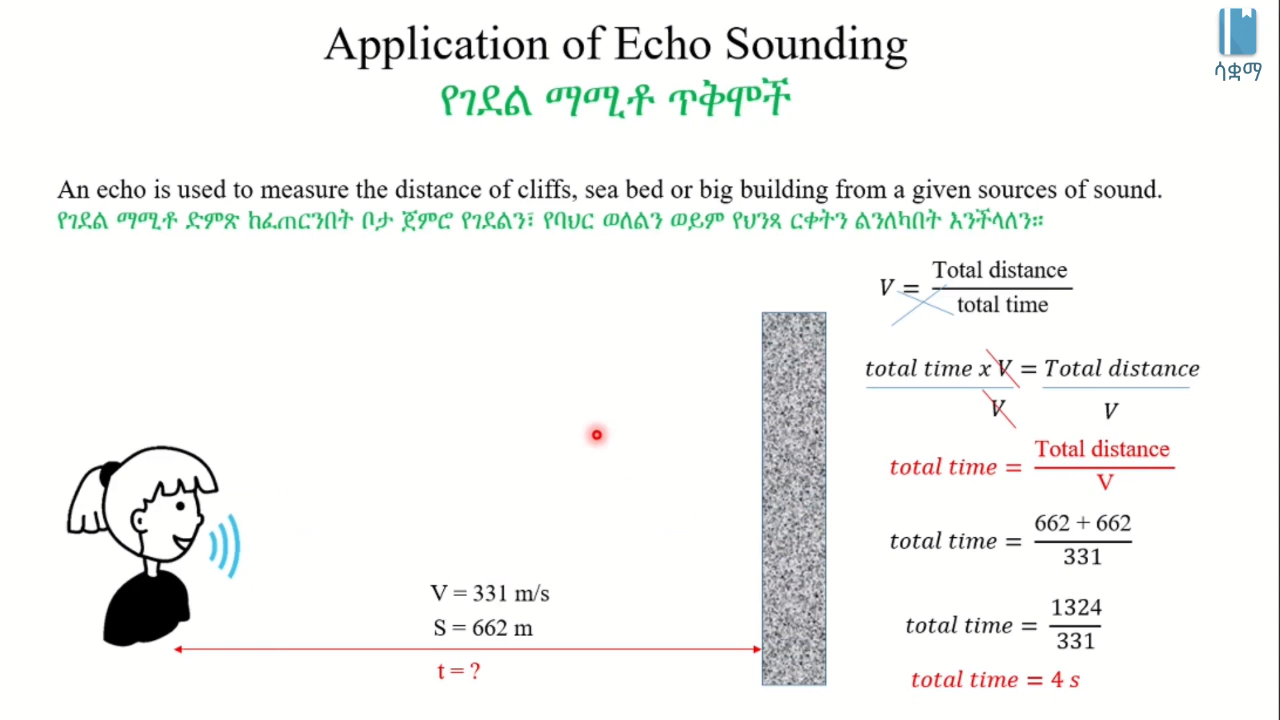 Application of Echo Sounding
ሳቋማ
የገደል ማሚቶ ጥቅሞች
An echo is used to measure the distance of cliffs, sea bed or big building from a given sources of sound.
የገደል ማሚቶ ድምጽ ከፈጠርንበት ቦታ ጀምሮ የገደልን፣ የባህር ወለልን ወይም የህንጻ ርቀትን ልንለካበት እንችላለን።
V = Total distance
total time
total time x V = Total distance
V V
total time = Total distance
V
total time = 662 + 662
331
total time = 1324
331
total time = 4 s
V = 331 m/s
S = 662 m
t = ?